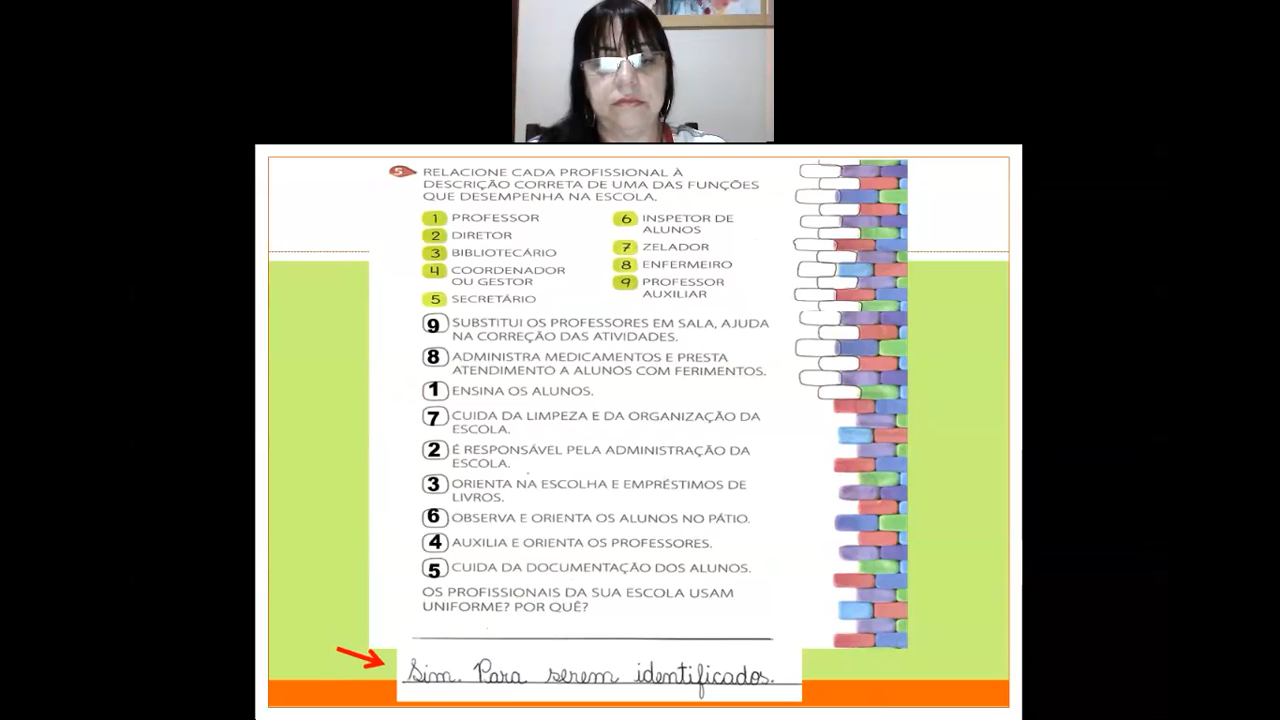 5 RELACIONE CADA PROFISSIONAL À
DESCRIÇÃO CORRETA DE UMA DAS FUNÇÕES
QUE DESEMPENHA NA ESCOLA.
1 PROFESSOR
2 DIRETOR
3 BIBLIOTECÁRIO
4 COORDENADOR
OU GESTOR
5 SECRETÁRIO
6 INSPETOR DE
ALUNOS
7 ZELADOR
8 ENFERMEIRO
9 PROFESSOR
AUXILIAR
9 SUBSTITUI OS PROFESSORES EM SALA, AJUDA
NA CORREÇÃO DAS ATIVIDADES.
8 ADMINISTRA MEDICAMENTOS E PRESTA
ATENDIMENTO A ALUNOS COM FERIMENTOS.
1 ENSINA OS ALUNOS.
7 CUIDA DA LIMPEZA E DA ORGANIZAÇÃO DA
ESCOLA.
2 É RESPONSÁVEL PELA ADMINISTRAÇÃO DA
ESCOLA.
3 ORIENTA NA ESCOLHA E EMPRÉSTIMOS DE
LIVROS.
6 OBSERVA E ORIENTA OS ALUNOS NO PÁTIO.
4 AUXILIA E ORIENTA OS PROFESSORES.
5 CUIDA DA DOCUMENTAÇÃO DOS ALUNOS.
OS PROFISSIONAIS DA SUA ESCOLA USAM
UNIFORME? POR QUÊ?
Sim. Para serem identificados.